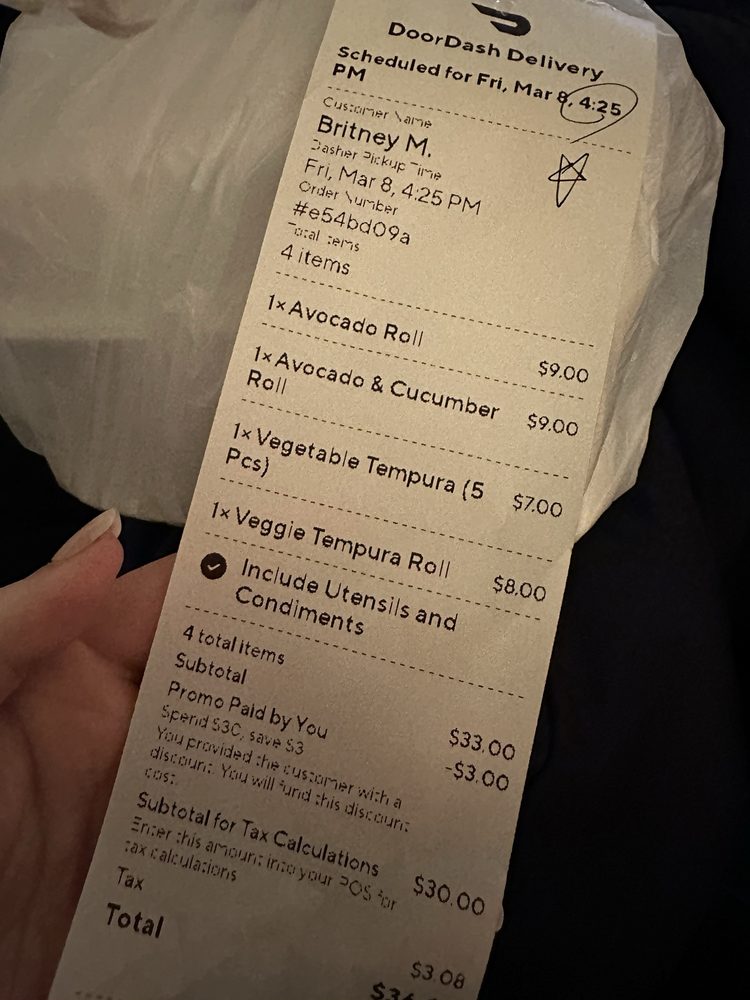 DoorDash Delivery
Scheduled for Fri, Mar 8, 4:25
PM
Customer Name
Britney M.
Dasher Pickup Time
Fri, Mar 8, 4:25 PM
Order Number
#e54bd09a
Total Items
4 items
1x Avocado Roll $9.00
1x Avocado & Cucumber $9.00
Roll
1x Vegetable Tempura (5 $7.00
Pcs)
1x Veggie Tempura Roll $8.00
Include Utensils and
Condiments
4 total items
Subtotal $33.00
Promo Paid by You -$3.00
Spend $30, save $3
You provided the customer with a
discount. You will fund this discount
cost.
Subtotal for Tax Calculations $30.00
Enter this amount into your POS for
tax calculations
Tax $3.08
Total